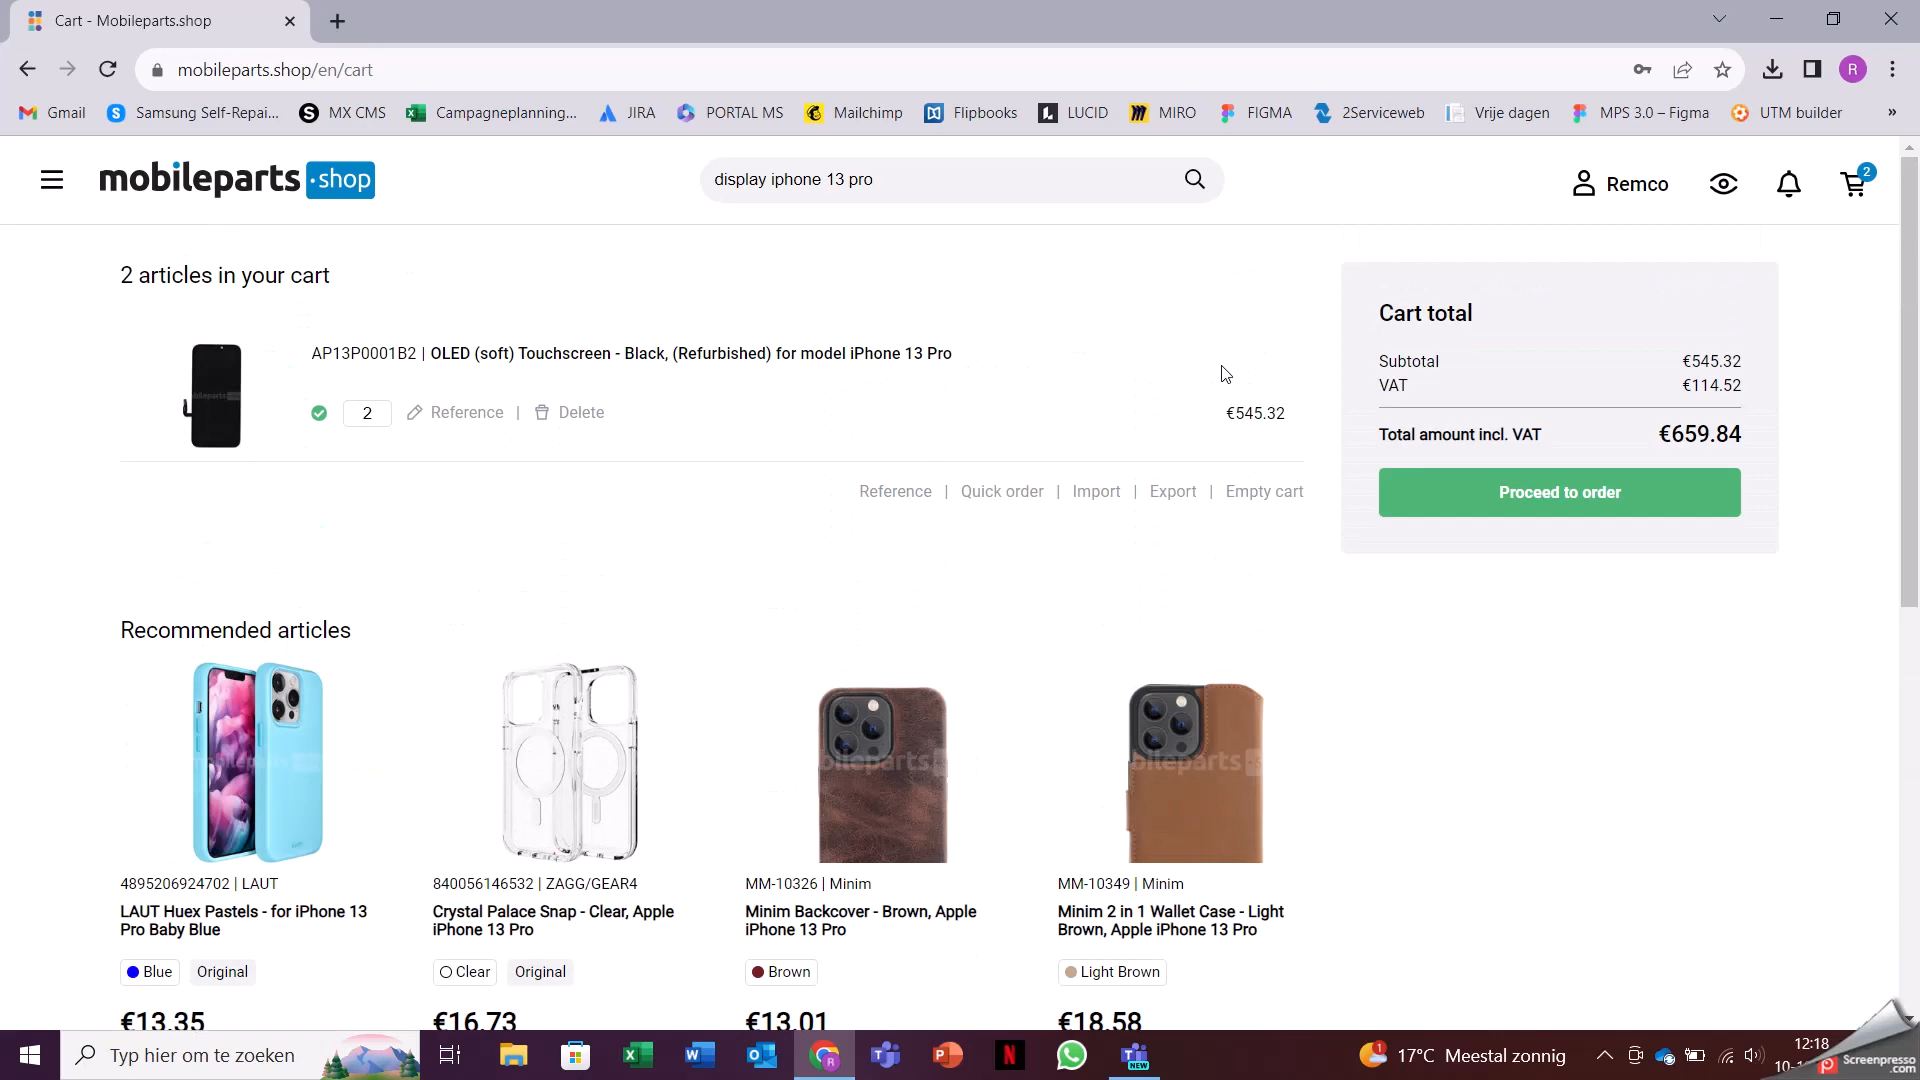 Cart - Mobileparts.shop
mobileparts.shop/en/cart
R
Gmail
Samsung Self-Repai...
MX CMS
Campagneplanning...
JIRA
PORTAL MS
Mailchimp
Flipbooks
LUCID
MIRO
FIGMA
2Serviceweb
Vrije dagen
MPS 3.0 – Figma
UTM builder
»
mobileparts·shop
display iphone 13 pro
Remco
2
2 articles in your cart
AP13P0001B2 | OLED (soft) Touchscreen - Black, (Refurbished) for model iPhone 13 Pro
2 Reference | Delete
€545.32
Reference | Quick order | Import | Export | Empty cart
Cart total
Subtotal €545.32
VAT €114.52
Total amount incl. VAT €659.84
Proceed to order
Recommended articles
4895206924702 | LAUT
LAUT Huex Pastels - for iPhone 13
Pro Baby Blue
Blue Original
€13.35
840056146532 | ZAGG/GEAR4
Crystal Palace Snap - Clear, Apple
iPhone 13 Pro
Clear Original
€16.73
MM-10326 | Minim
Minim Backcover - Brown, Apple
iPhone 13 Pro
Brown
€13.01
MM-10349 | Minim
Minim 2 in 1 Wallet Case - Light
Brown, Apple iPhone 13 Pro
Light Brown
€18.58
Typ hier om te zoeken
NEW
1
17°C Meestal zonnig
12:18
Screenpresso
.com